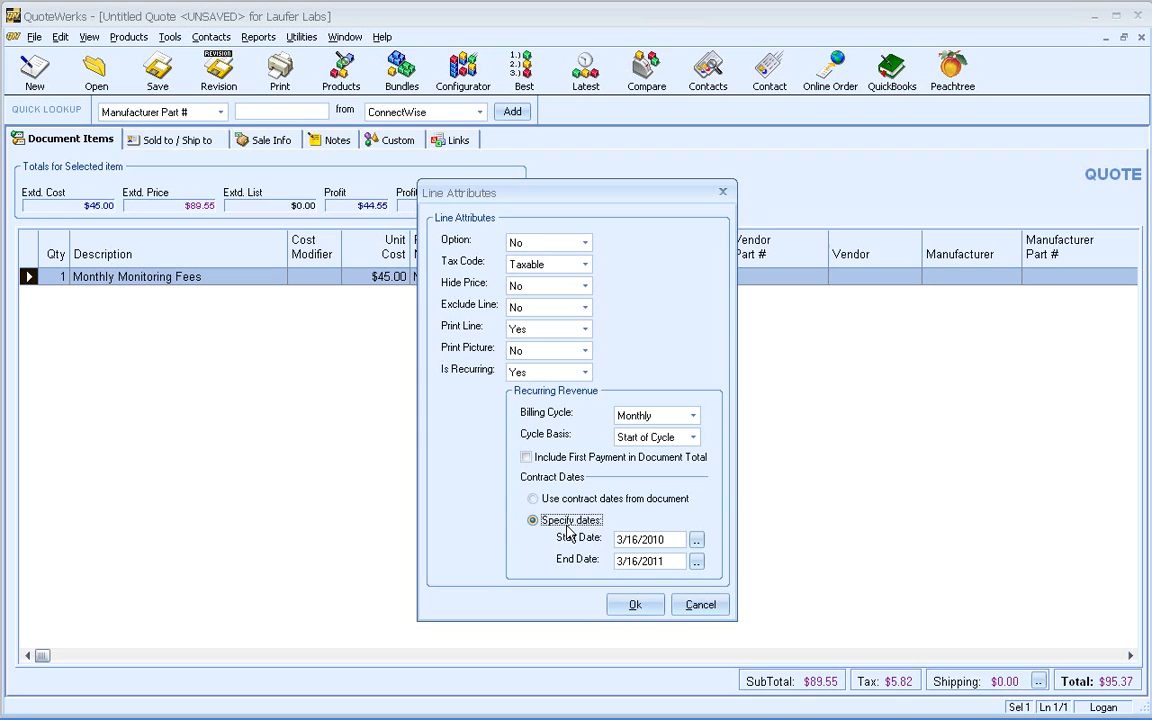 QuoteWerks - [Untitled Quote <UNSAVED> for Laufer Labs]
File Edit View Products Tools Contacts Reports Utilities Window Help
REVISION
1.)
2.)
3.)
New Open Save Revision Print Products Bundles Configurator Best Latest Compare Contacts Contact Online Order QuickBooks Peachtree
QUICK LOOKUP Manufacturer Part # from ConnectWise Add
Document Items Sold to / Ship to Sale Info Notes Custom Links
Totals for Selected item
QUOTE
Extd. Cost Extd. Price Extd. List Profit
$45.00 $89.55 $0.00 $44.55
Qty Description Cost Modifier Unit Cost Vendor Part # Vendor Manufacturer Manufacturer Part #
1 Monthly Monitoring Fees $45.00
Line Attributes
Line Attributes
Option: No
Tax Code: Taxable
Hide Price: No
Exclude Line: No
Print Line: Yes
Print Picture: No
Is Recurring: Yes
Recurring Revenue
Billing Cycle: Monthly
Cycle Basis: Start of Cycle
Include First Payment in Document Total
Contract Dates
Use contract dates from document
Specify dates:
Start Date: 3/16/2010 ..
End Date: 3/16/2011 ..
Ok Cancel
SubTotal: $89.55 Tax: $5.82 Shipping: $0.00 .. Total: $95.37
Sel 1 Ln 1/1 Logan